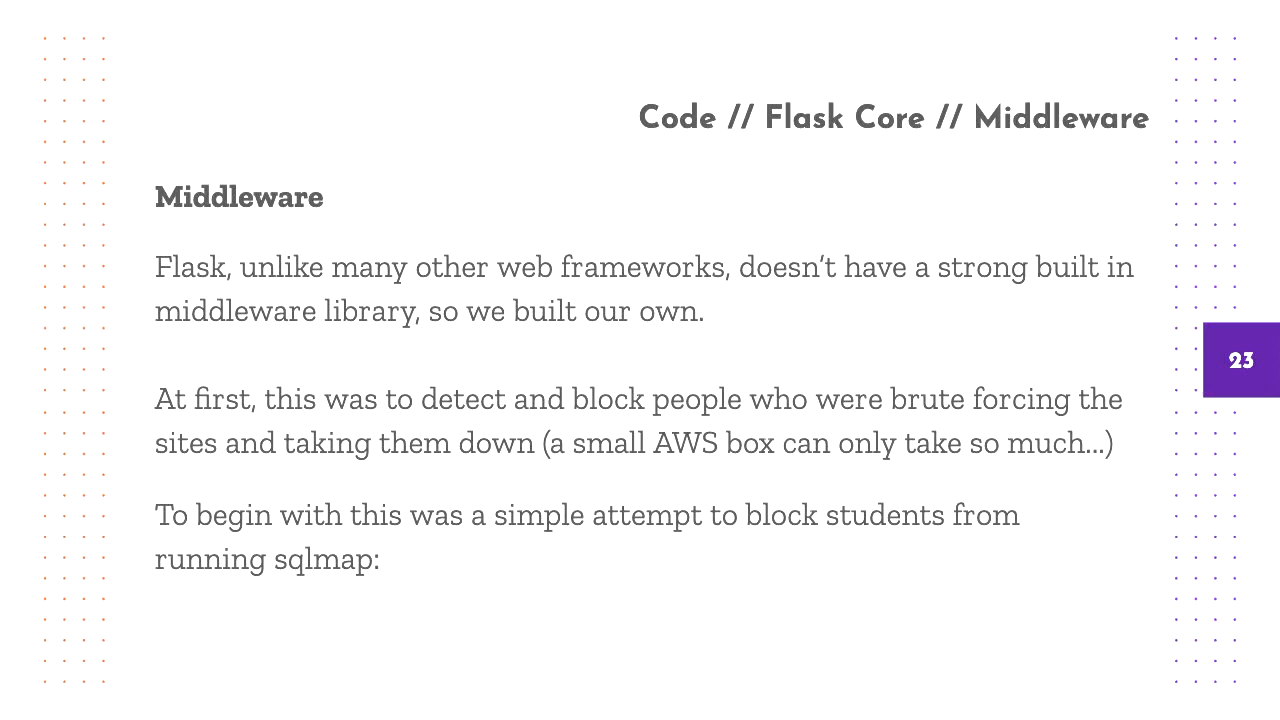 Code // Flask Core // Middleware
Middleware
Flask, unlike many other web frameworks, doesn’t have a strong built in
middleware library, so we built our own.
23
At first, this was to detect and block people who were brute forcing the
sites and taking them down (a small AWS box can only take so much...)
To begin with this was a simple attempt to block students from
running sqlmap: